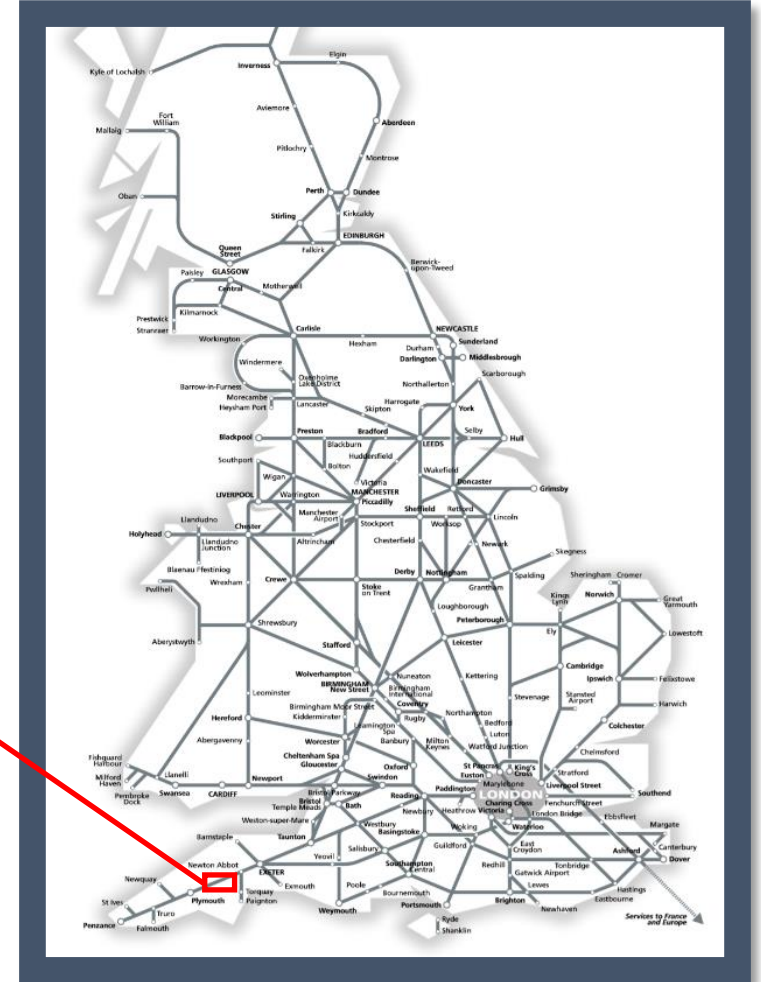 Elgin
Inverness
Kyle of Lochalsh
Aviemore
Fort
William
Mallaig
Aberdeen
Pitlochry
Montrose
Perth
Dundee
Oban
Stirling
Kirkcaldy
EDINBURGH
Queen
Street
Falkirk
Berwick-
upon-Tweed
Paisley
GLASGOW
Central
Motherwell
Kilmarnock
Prestwick
Stranraer
Carlisle
NEWCASTLE
Workington
Hexham
Durham
Sunderland
Darlington
Middlesbrough
Windermere
Oxenholme
Lake District
Barrow-in-Furness
Northallerton
Scarborough
Morecambe
Heysham Port
Lancaster
Harrogate
Skipton
York
Blackpool
Preston
Bradford
LEEDS
Selby
Hull
Blackburn
Huddersfield
Southport
Bolton
Wakefield
Wigan
Victoria
MANCHESTER
Piccadilly
Doncaster
Grimsby
LIVERPOOL
Warrington
Manchester
Airport
Sheffield
Retford
Llandudno
Stockport
Worksop
Lincoln
Holyhead
Chester
Llandudno
Junction
Altrincham
Chesterfield
Newark
Skegness
Blaenau Ffestiniog
Pwllheli
Wrexham
Crewe
Stoke
on Trent
Derby
Nottingham
Grantham
Spalding
Sheringham
Cromer
Kings
Lynn
Norwich
Great
Yarmouth
Loughborough
Shrewsbury
Peterborough
Ely
Lowestoft
Aberystwyth
Stafford
Leicester
Wolverhampton
BIRMINGHAM
New Street
Nuneaton
Birmingham
International
Kettering
Cambridge
Ipswich
Felixstowe
Leominster
Birmingham Moor Street
Coventry
Stevenage
Stansted
Airport
Harwich
Hereford
Kidderminster
Leamington
Spa
Rugby
Northampton
Bedford
Colchester
Abergavenny
Worcester
Banbury
Milton
Keynes
Luton
Watford Junction
Chelmsford
Cheltenham Spa
Gloucester
Oxford
St Pancras
King's
Cross
Euston
Stratford
Fishguard
Harbour
Milford
Haven
Llanelli
Newport
Swindon
Marylebone
Liverpool Street
Pembroke
Dock
Swansea
CARDIFF
Bristol Parkway
Bristol
Temple Meads
Bath
Reading
Paddington
LONDON
Southend
Newbury
Heathrow
Victoria
Charing Cross
Fenchurch Street
Weston-super-Mare
Westbury
Basingstoke
Woking
Waterloo
London Bridge
Ebbsfleet
Margate
Barnstaple
Taunton
Salisbury
Guildford
East
Croydon
Canterbury
Yeovil
Redhill
Tonbridge
Ashford
Dover
Newton Abbot
EXETER
Southampton
Central
Gatwick Airport
Newquay
Exmouth
Poole
Bournemouth
Lewes
Hastings
Eastbourne
St Ives
Plymouth
Torquay
Paignton
Weymouth
Portsmouth
Brighton
Newhaven
Truro
Penzance
Falmouth
Ryde
Shanklin
Services to France
and Europe